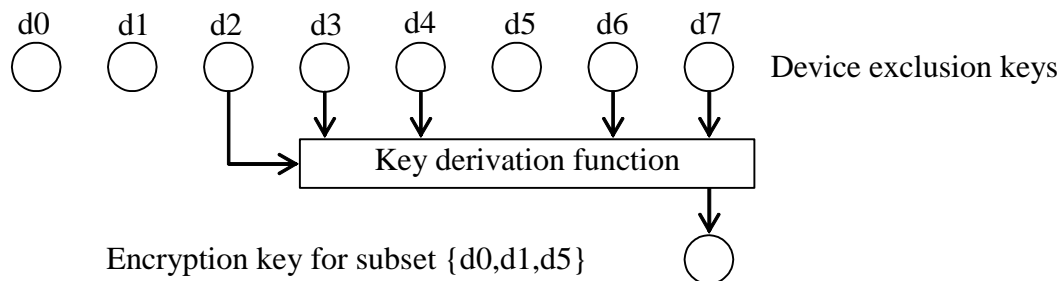 d0 d1 d2 d3 d4 d5 d6 d7
Device exclusion keys
Key derivation function
Encryption key for subset {d0,d1,d5}